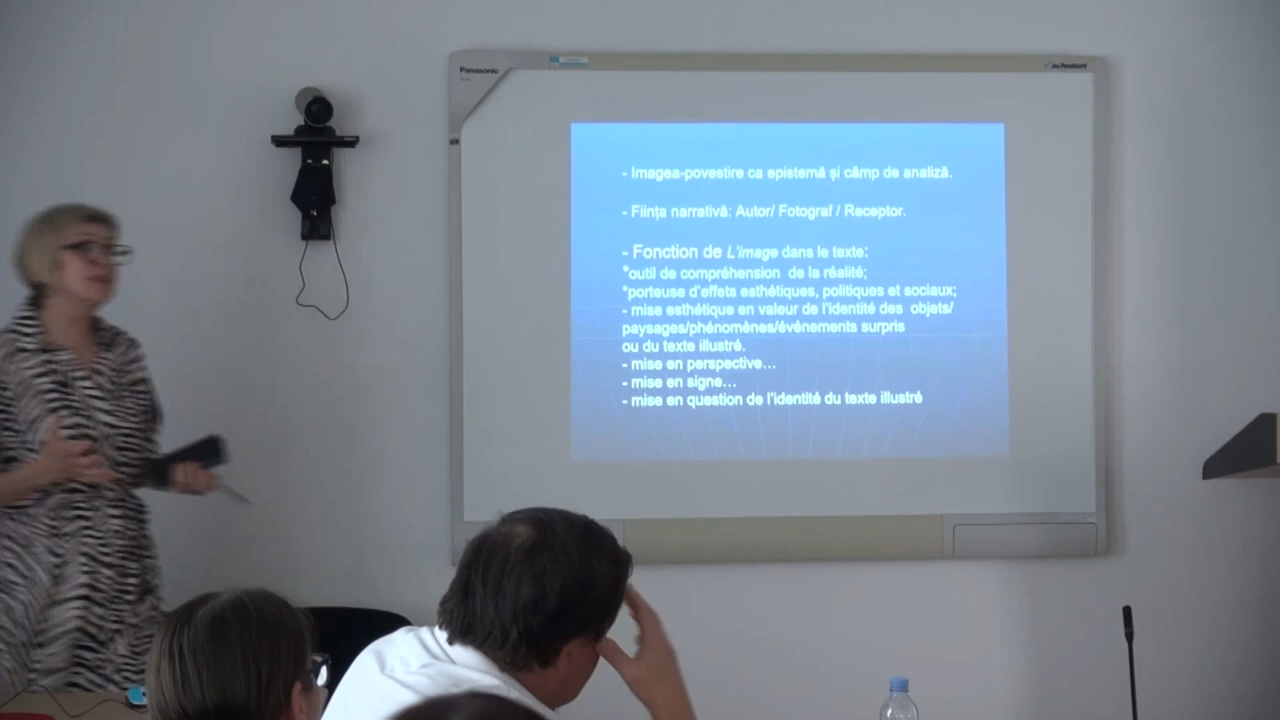 Panasonic
- Imagea-povestire ca epistemă și câmp de analiză.
- Ființa narrativă: Autor/ Fotograf / Receptor.
- Fonction de L'image dans le texte:
*outil de compréhension de la réalité;
*porteuse d'effets esthétiques, politiques et sociaux;
- mise esthétique en valeur de l'identité des objets/
paysages/phénomènes/événements surpris
ou du texte illustré.
- mise en perspective…
- mise en signe…
- mise en question de l'identité du texte illustré